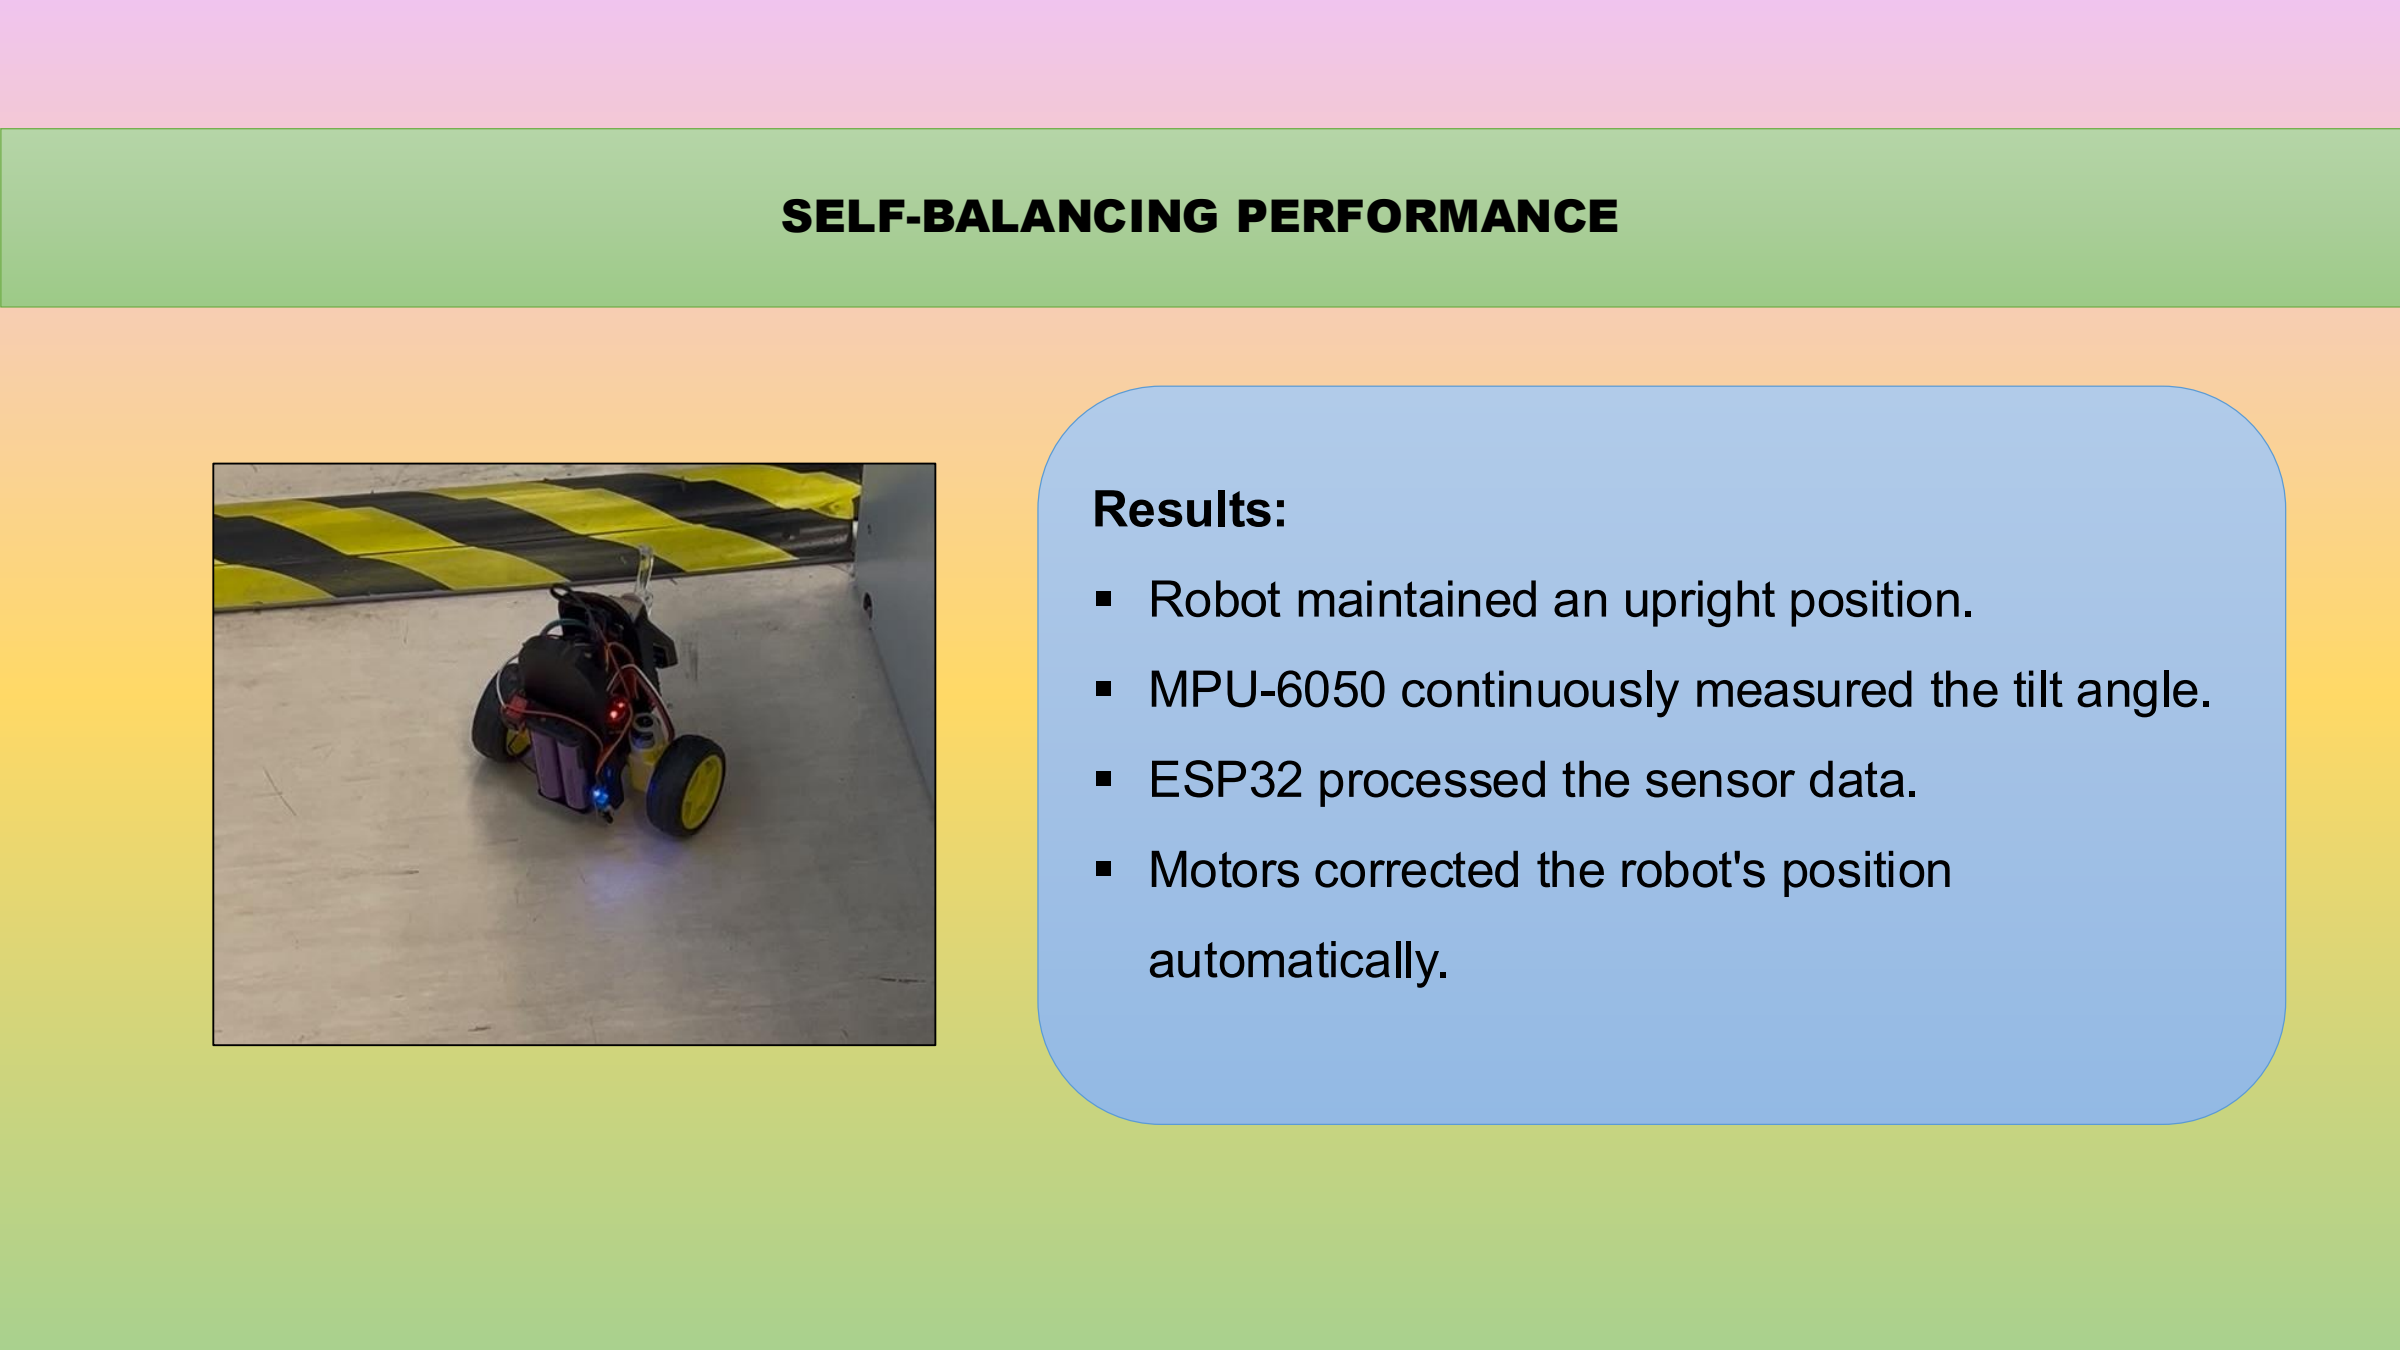 SELF-BALANCING PERFORMANCE
Results:
▪ Robot maintained an upright position.
▪ MPU-6050 continuously measured the tilt angle.
▪ ESP32 processed the sensor data.
▪ Motors corrected the robot's position
automatically.